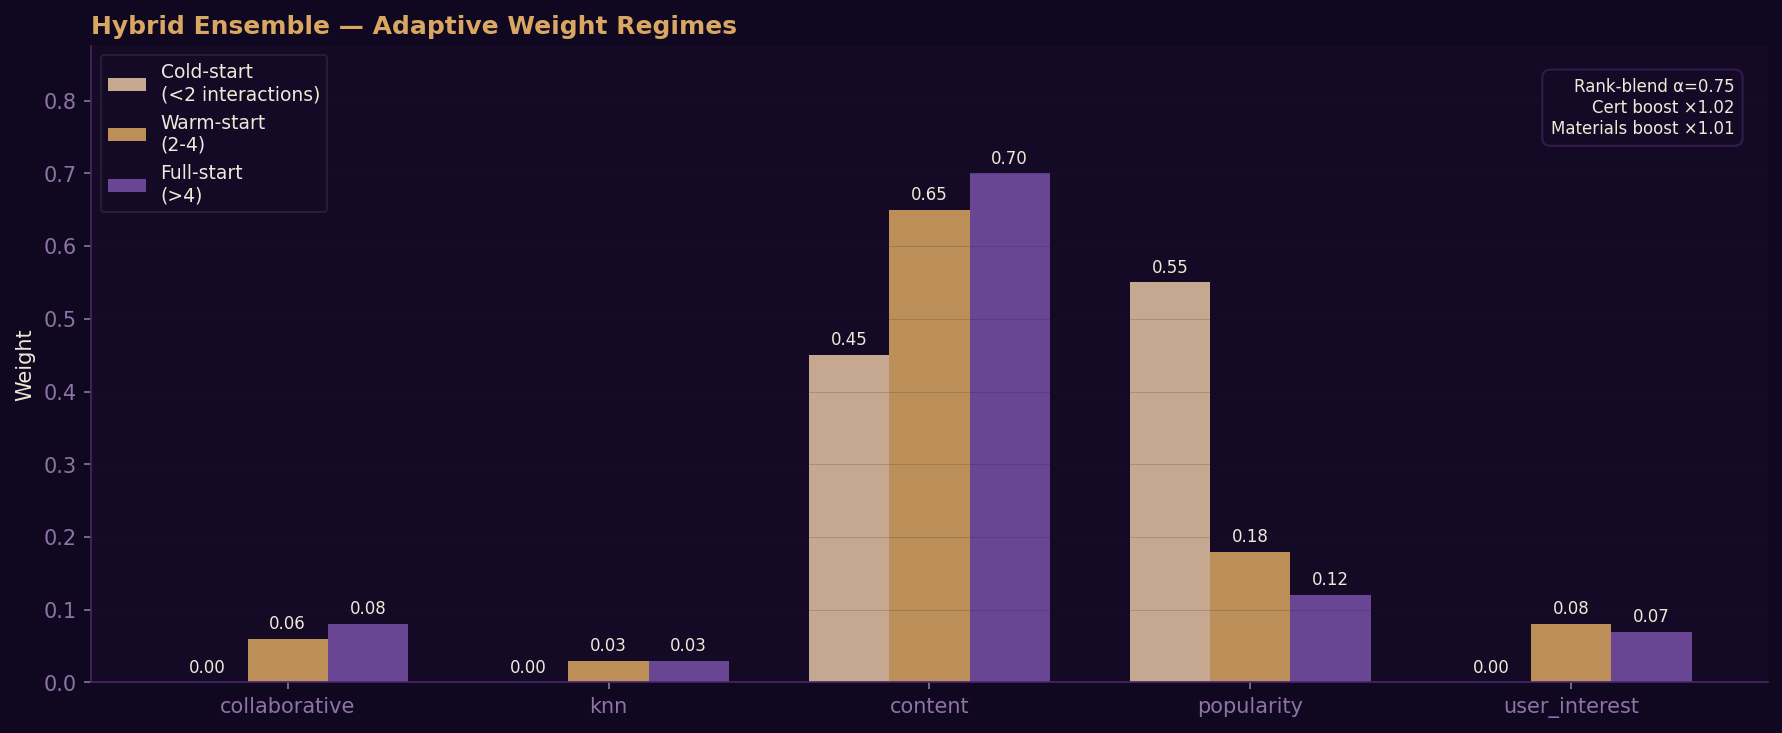 Hybrid Ensemble — Adaptive Weight Regimes
Cold-start
(<2 interactions)
Warm-start
(2-4)
Full-start
(>4)
Rank-blend α=0.75
Cert boost ×1.02
Materials boost ×1.01
Weight
0.8
0.7
0.6
0.5
0.4
0.3
0.2
0.1
0.0
0.00
0.06
0.08
0.00
0.03
0.03
0.45
0.65
0.70
0.55
0.18
0.12
0.00
0.08
0.07
collaborative
knn
content
popularity
user_interest